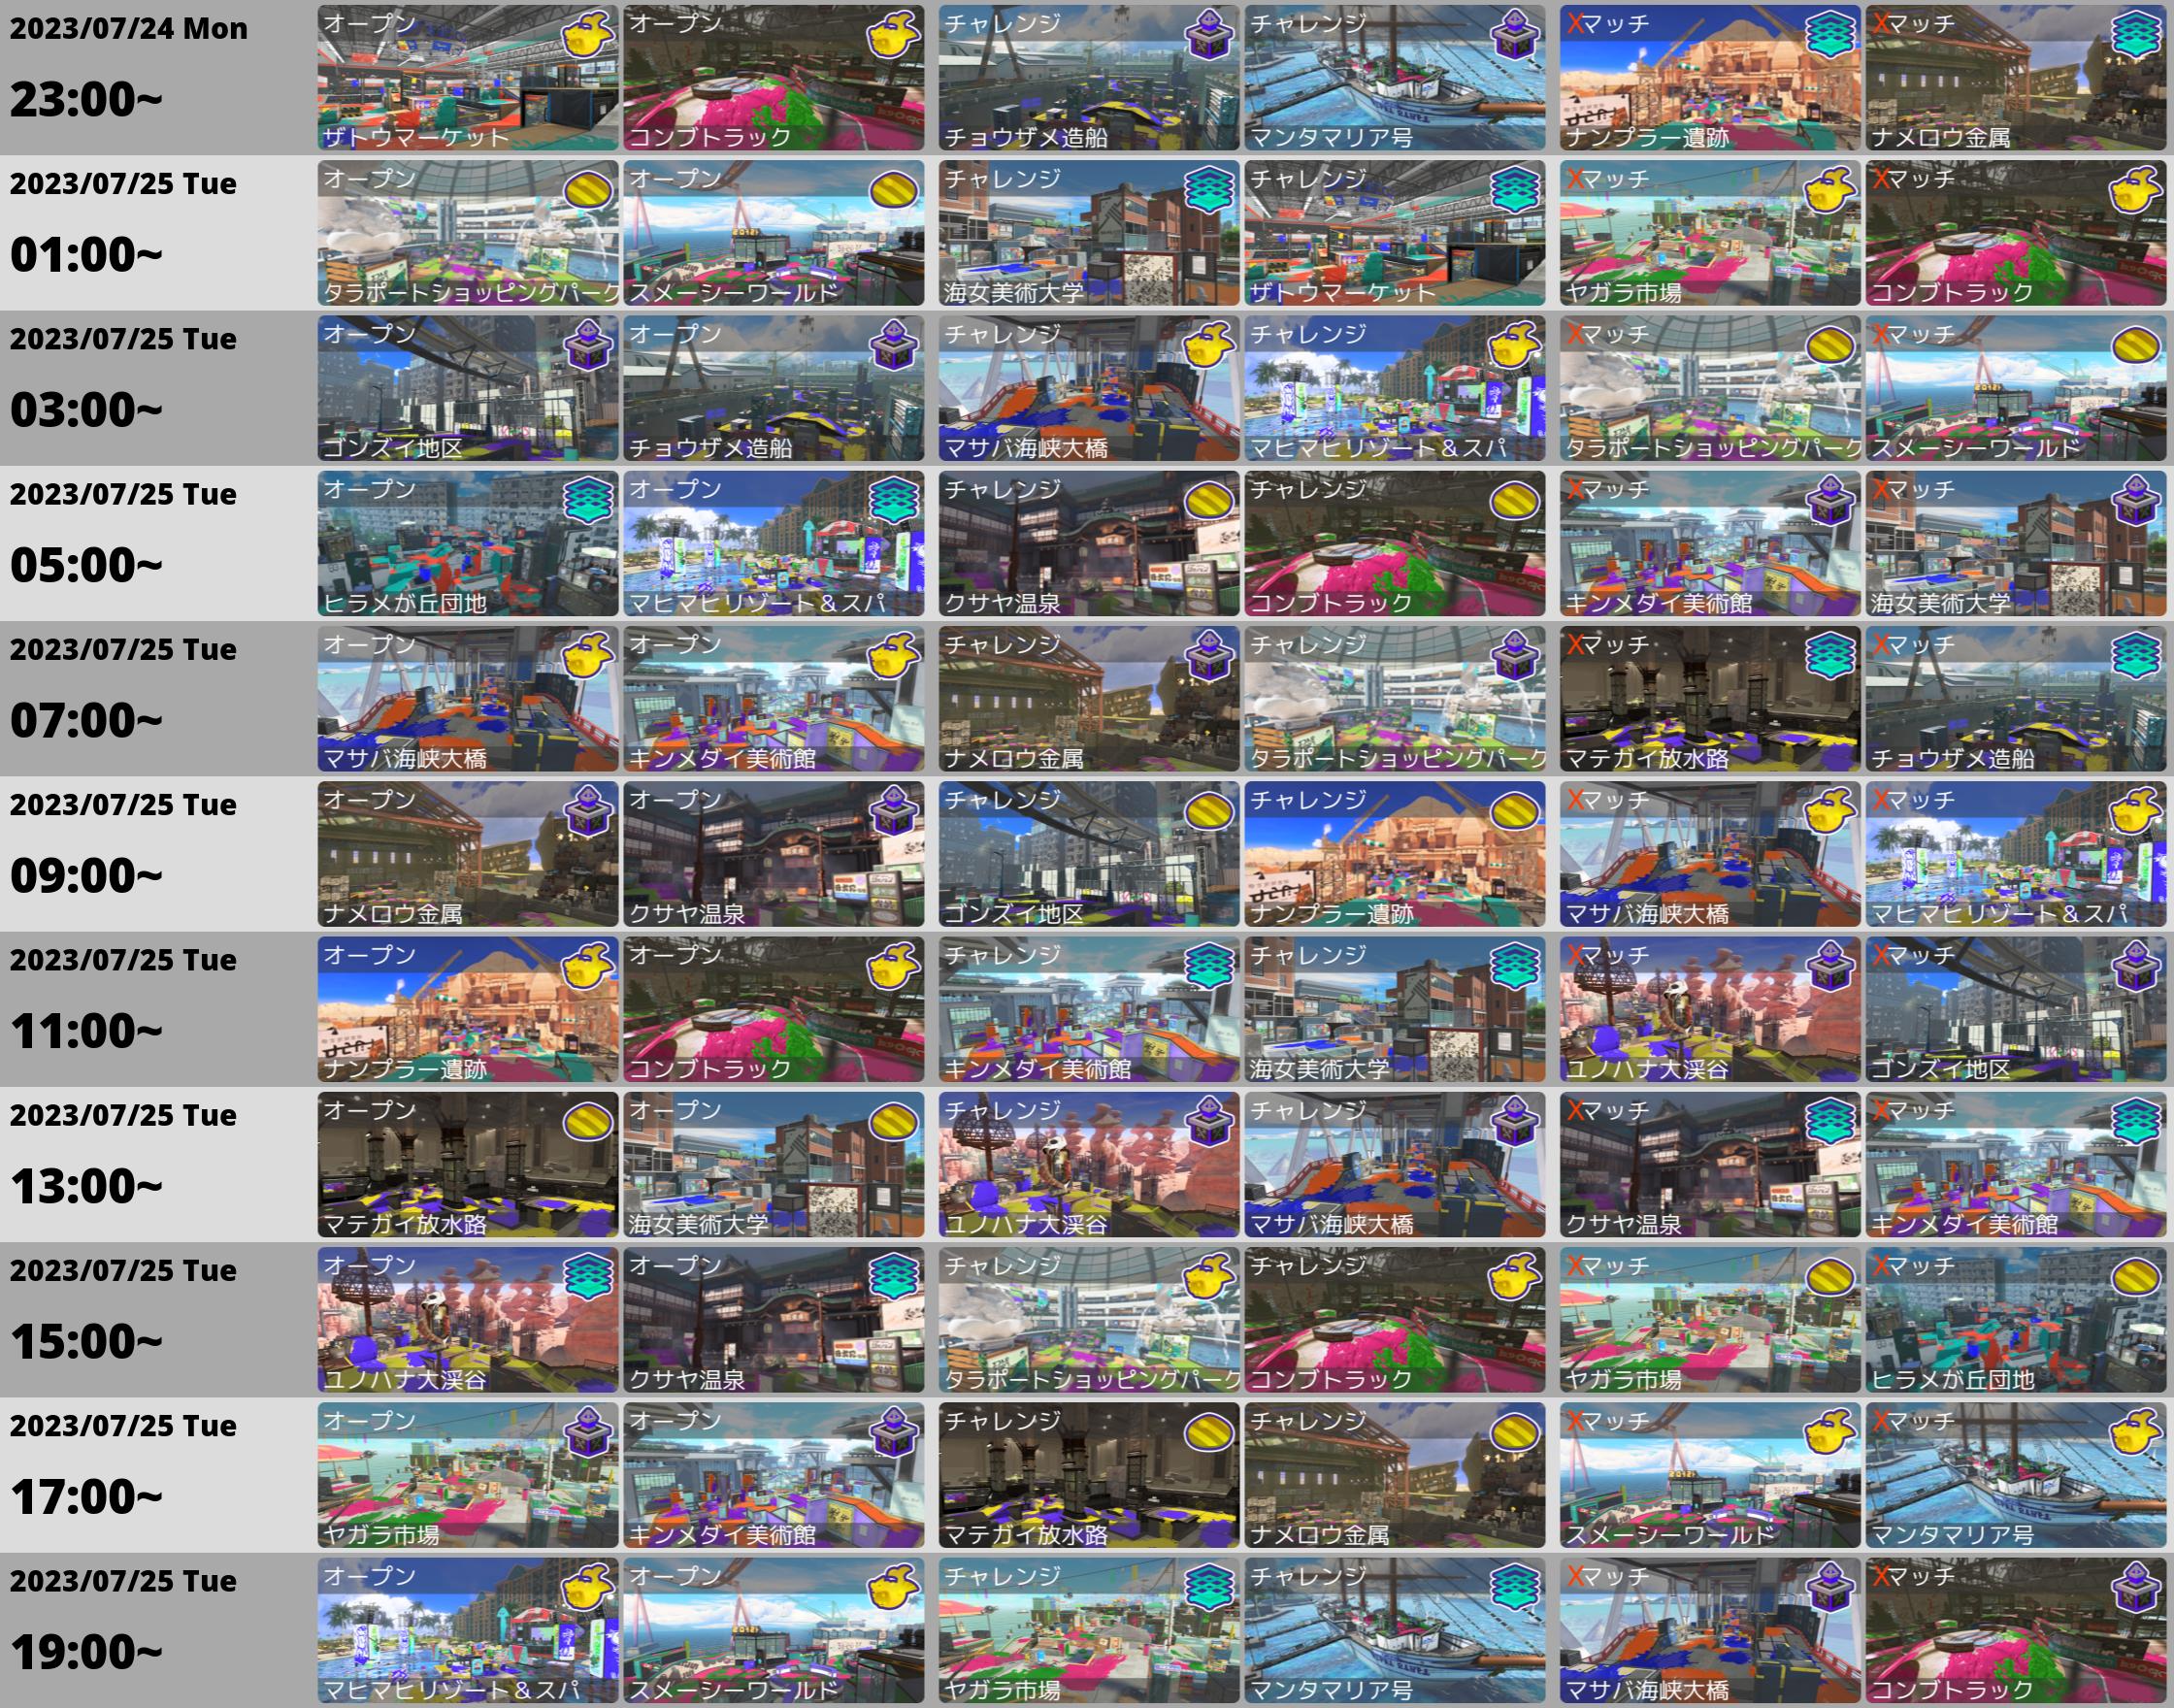 2023/07/24 Mon
23:00~
オープン オープン チャレンジ チャレンジ Xマッチ Xマッチ
ザトウマーケット コンブトラック チョウザメ造船 マンタマリア号 ナンプラー遺跡 ナメロウ金属
2023/07/25 Tue
01:00~
オープン オープン チャレンジ チャレンジ Xマッチ Xマッチ
タラポートショッピングパーク スメーシーワールド 海女美術大学 ザトウマーケット ヤガラ市場 コンブトラック
2023/07/25 Tue
03:00~
オープン オープン チャレンジ チャレンジ Xマッチ Xマッチ
ゴンズイ地区 チョウザメ造船 マサバ海峡大橋 マヒマヒリゾート＆スパ タラポートショッピングパーク スメーシーワールド
2023/07/25 Tue
05:00~
オープン オープン チャレンジ チャレンジ Xマッチ Xマッチ
ヒラメが丘団地 マヒマヒリゾート＆スパ クサヤ温泉 コンブトラック キンメダイ美術館 海女美術大学
2023/07/25 Tue
07:00~
オープン オープン チャレンジ チャレンジ Xマッチ Xマッチ
マサバ海峡大橋 キンメダイ美術館 ナメロウ金属 タラポートショッピングパーク マテガイ放水路 チョウザメ造船
2023/07/25 Tue
09:00~
オープン オープン チャレンジ チャレンジ Xマッチ Xマッチ
ナメロウ金属 クサヤ温泉 ゴンズイ地区 ナンプラー遺跡 マサバ海峡大橋 マヒマヒリゾート＆スパ
2023/07/25 Tue
11:00~
オープン オープン チャレンジ チャレンジ Xマッチ Xマッチ
ナンプラー遺跡 コンブトラック キンメダイ美術館 海女美術大学 ユノハナ大渓谷 ゴンズイ地区
2023/07/25 Tue
13:00~
オープン オープン チャレンジ チャレンジ Xマッチ Xマッチ
マテガイ放水路 海女美術大学 ユノハナ大渓谷 マサバ海峡大橋 クサヤ温泉 キンメダイ美術館
2023/07/25 Tue
15:00~
オープン オープン チャレンジ チャレンジ Xマッチ Xマッチ
ユノハナ大渓谷 クサヤ温泉 タラポートショッピングパーク コンブトラック ヤガラ市場 ヒラメが丘団地
2023/07/25 Tue
17:00~
オープン オープン チャレンジ チャレンジ Xマッチ Xマッチ
ヤガラ市場 キンメダイ美術館 マテガイ放水路 ナメロウ金属 スメーシーワールド マンタマリア号
2023/07/25 Tue
19:00~
オープン オープン チャレンジ チャレンジ Xマッチ Xマッチ
マヒマヒリゾート＆スパ スメーシーワールド ヤガラ市場 マンタマリア号 マサバ海峡大橋 コンブトラック